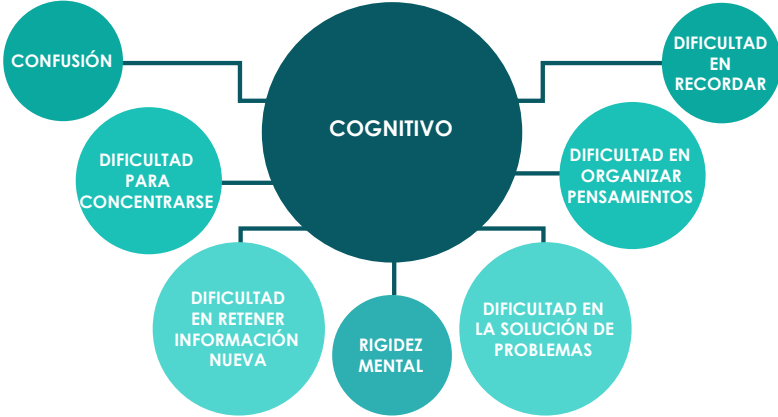 CONFUSIÓN
COGNITIVO
DIFICULTAD
EN
RECORDAR
DIFICULTAD
PARA
CONCENTRARSE
DIFICULTAD EN
ORGANIZAR
PENSAMIENTOS
DIFICULTAD
EN RETENER
INFORMACIÓN
NUEVA
RIGIDEZ
MENTAL
DIFICULTAD EN
LA SOLUCIÓN DE
PROBLEMAS